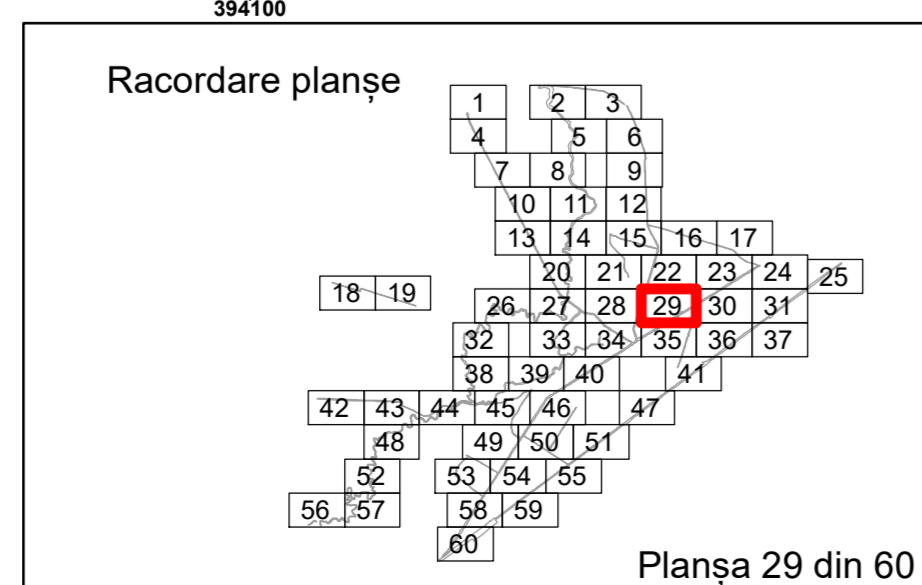 394100
Racordare planșe
1 2 3
4 5 6
7 8 9
10 11 12
13 14 15 16 17
20 21 22 23 24 25
18 19
26 27 28 29 30 31
32 33 34 35 36 37
38 39 40 41
42 43 44 45 46 47
48 49 50 51
52 53 54 55
56 57 58 59
60
Planșa 29 din 60